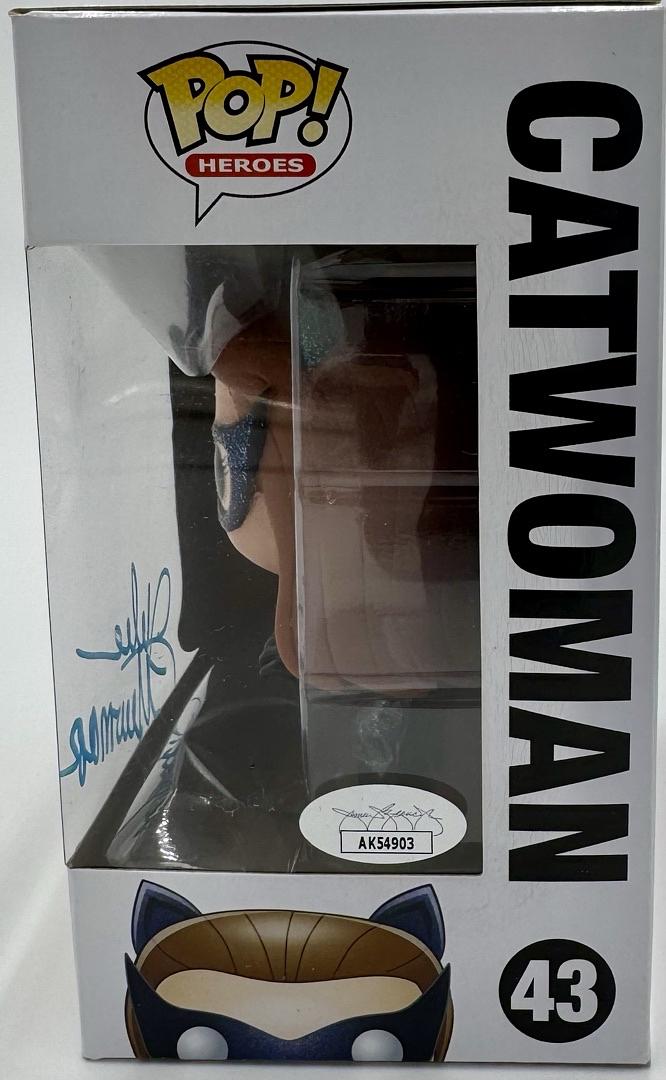 POP!
HEROES
CATWOMAN
AK54903
43